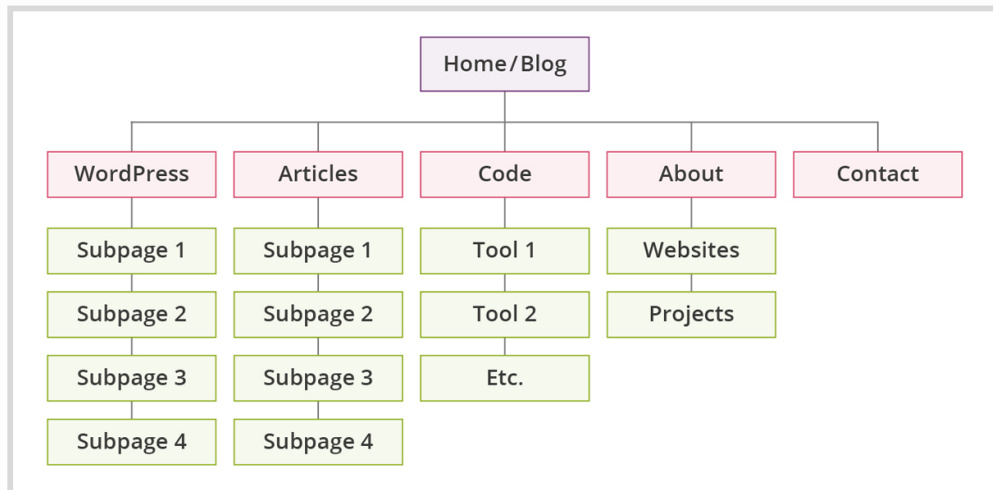 Home/Blog
WordPress
Articles
Code
About
Contact
Subpage 1
Subpage 1
Tool 1
Websites
Subpage 2
Subpage 2
Tool 2
Projects
Subpage 3
Subpage 3
Etc.
Subpage 4
Subpage 4